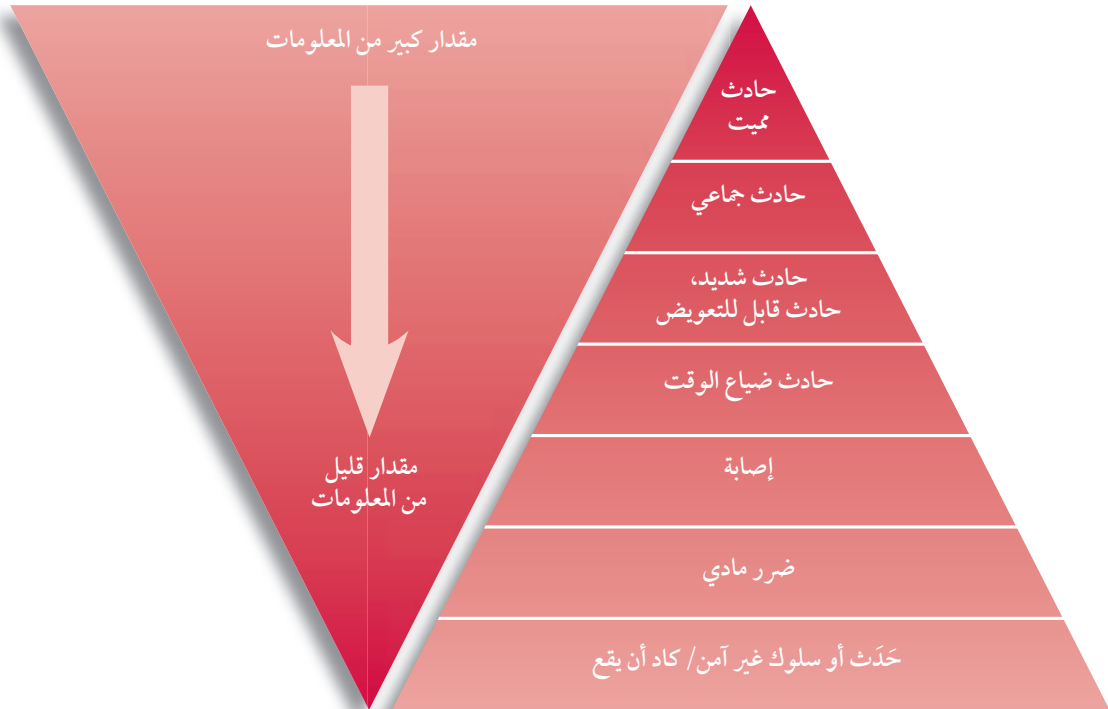 مقدار كبير من المعلومات
مقدار قليل
من المعلومات
حادث
مميت
حادث جماعي
حادث شديد،
حادث قابل للتعويض
حادث ضياع الوقت
إصابة
ضرر مادي
حَدَث أو سلوك غير آمن/ كاد أن يقع